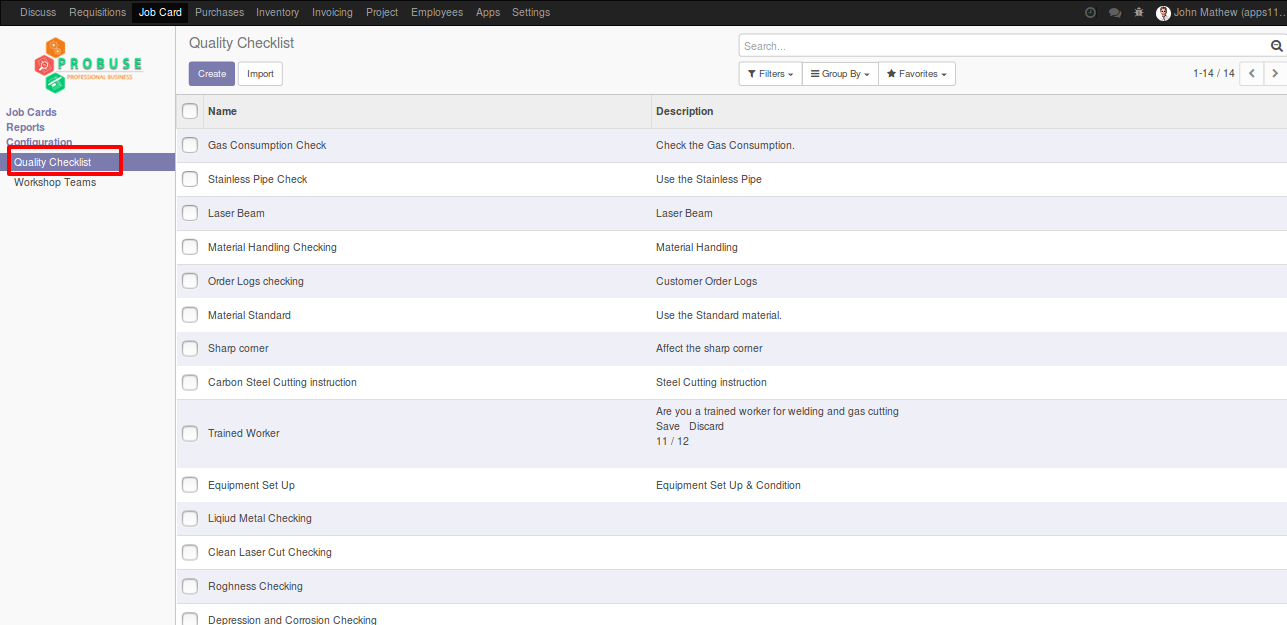 Discuss Requisitions Job Card Purchases Inventory Invoicing Project Employees Apps Settings John Mathew (apps11..
PROBUSE
PROFESSIONAL BUSINESS
Job Cards
Reports
Configuration
Quality Checklist
Workshop Teams
Quality Checklist
Search...
Create Import
Filters Group By Favorites
1-14 / 14
Name Description
Gas Consumption Check Check the Gas Consumption.
Stainless Pipe Check Use the Stainless Pipe
Laser Beam Laser Beam
Material Handling Checking Material Handling
Order Logs checking Customer Order Logs
Material Standard Use the Standard material.
Sharp corner Affect the sharp corner
Carbon Steel Cutting instruction Steel Cutting instruction
Trained Worker Are you a trained worker for welding and gas cutting
Save Discard
11 / 12
Equipment Set Up Equipment Set Up & Condition
Liqiud Metal Checking
Clean Laser Cut Checking
Roghness Checking
Depression and Corrosion Checking